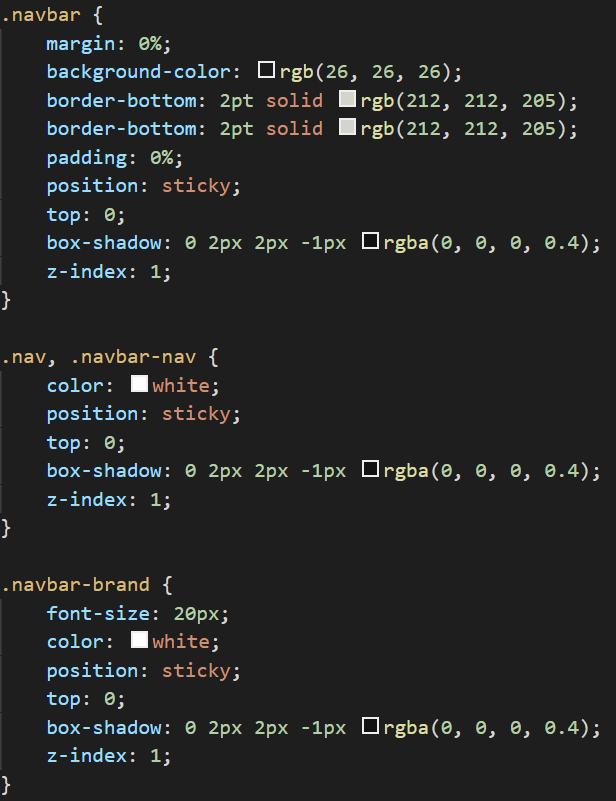 .navbar {
    margin: 0%;
    background-color: rgb(26, 26, 26);
    border-bottom: 2pt solid rgb(212, 212, 205);
    border-bottom: 2pt solid rgb(212, 212, 205);
    padding: 0%;
    position: sticky;
    top: 0;
    box-shadow: 0 2px 2px -1px rgba(0, 0, 0, 0.4);
    z-index: 1;
}

.nav, .navbar-nav {
    color: white;
    position: sticky;
    top: 0;
    box-shadow: 0 2px 2px -1px rgba(0, 0, 0, 0.4);
    z-index: 1;
}

.navbar-brand {
    font-size: 20px;
    color: white;
    position: sticky;
    top: 0;
    box-shadow: 0 2px 2px -1px rgba(0, 0, 0, 0.4);
    z-index: 1;
}